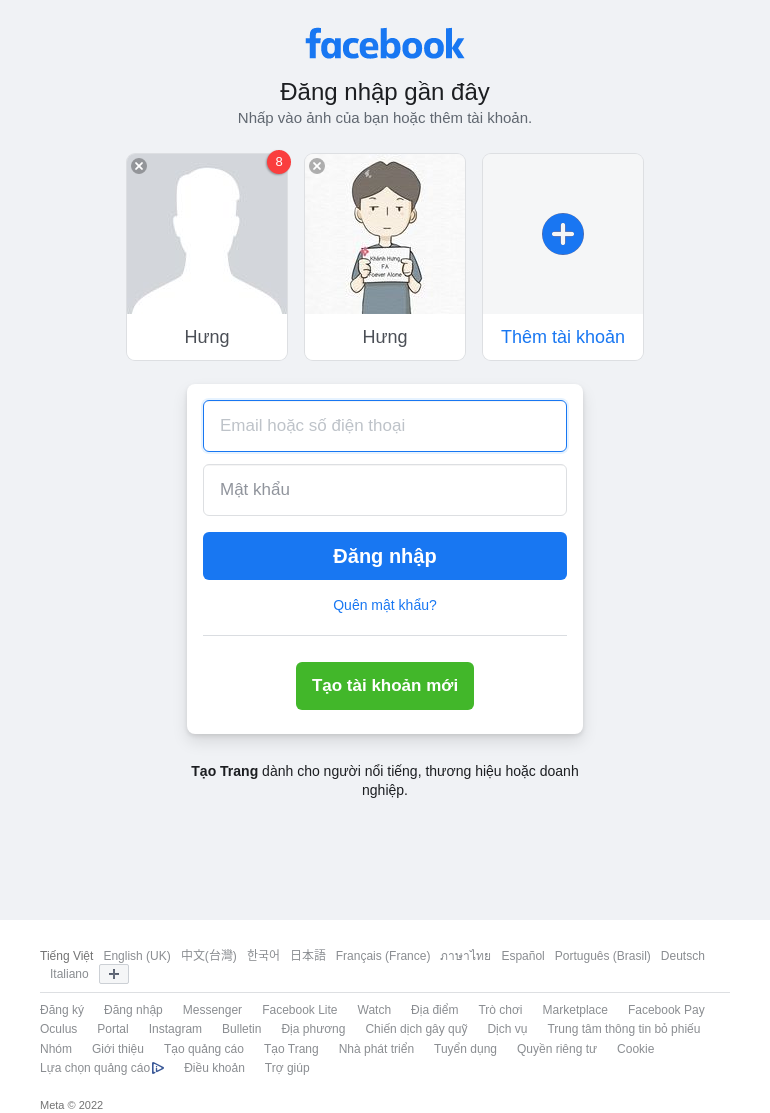 facebook
Đăng nhập gần đây
Nhấp vào ảnh của bạn hoặc thêm tài khoản.
8
Khánh Hưng
FA
Foever Alone
Hưng
Hưng
Thêm tài khoản
Email hoặc số điện thoại
Mật khẩu
Đăng nhập
Quên mật khẩu?
Tạo tài khoản mới
Tạo Trang dành cho người nổi tiếng, thương hiệu hoặc doanh
nghiệp.
Tiếng Việt English (UK) 中文(台灣) 한국어 日本語 Français (France) ภาษาไทย Español Português (Brasil) Deutsch
Italiano
Đăng ký Đăng nhập Messenger Facebook Lite Watch Địa điểm Trò chơi Marketplace Facebook Pay
Oculus Portal Instagram Bulletin Địa phương Chiến dịch gây quỹ Dịch vụ Trung tâm thông tin bỏ phiếu
Nhóm Giới thiệu Tạo quảng cáo Tạo Trang Nhà phát triển Tuyển dụng Quyền riêng tư Cookie
Lựa chọn quảng cáo Điều khoản Trợ giúp
Meta © 2022